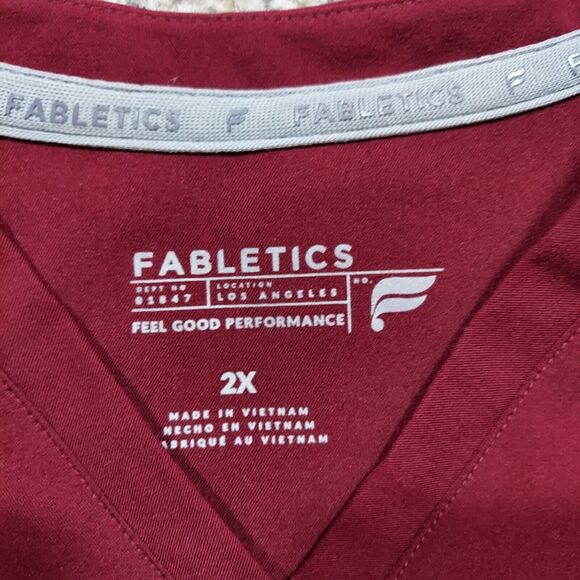 FABLETICS F FABLETICS F
FABLETICS
DEPT NO LOCATION NO.
01847 LOS ANGELES
FEEL GOOD PERFORMANCE
2X
MADE IN VIETNAM
HECHO EN VIETNAM
ABRIQUÉ AU VIETNAM